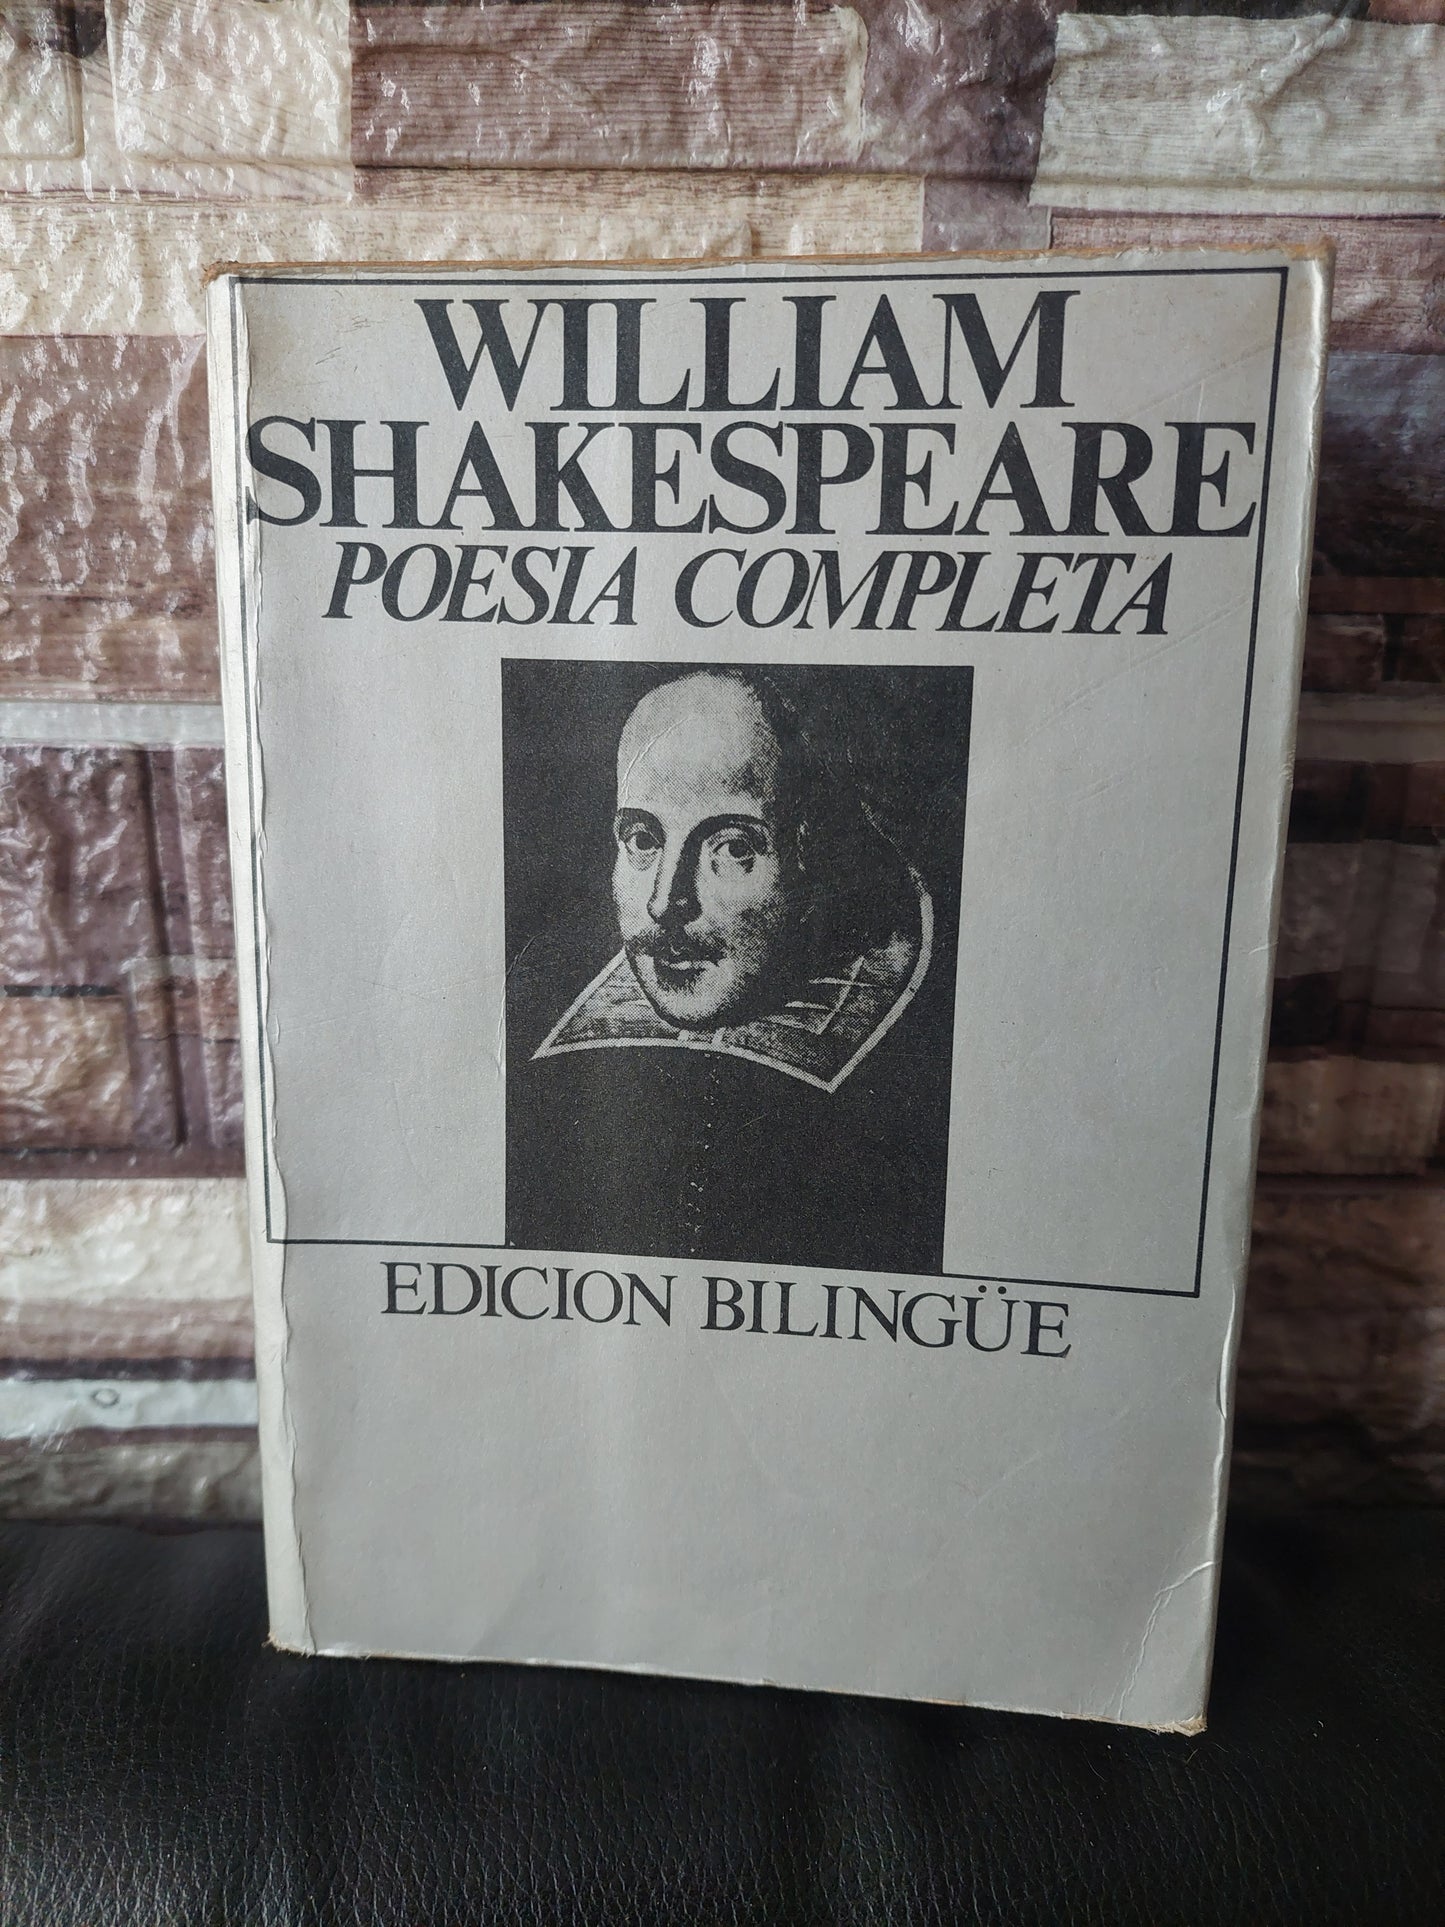 WILLIAM
SHAKESPEARE
POESIA COMPLETA
EDICION BILINGÜE